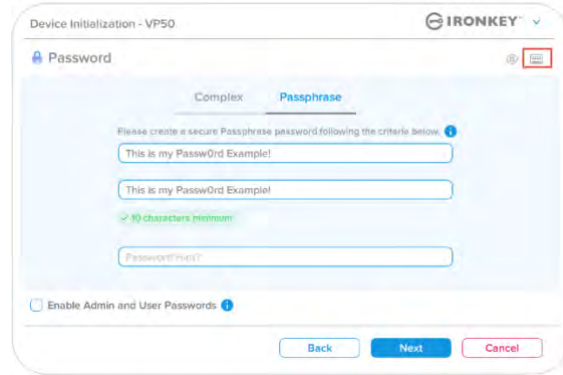 Device Initialization - VP50
IRONKEY
Password
Complex
Passphrase
Please create a secure Passphrase password following the criteria below.
This is my Passw0rd Example!
This is my Passw0rd Example!
10 characters minimum
Password Hint?
Enable Admin and User Passwords
Back
Next
Cancel